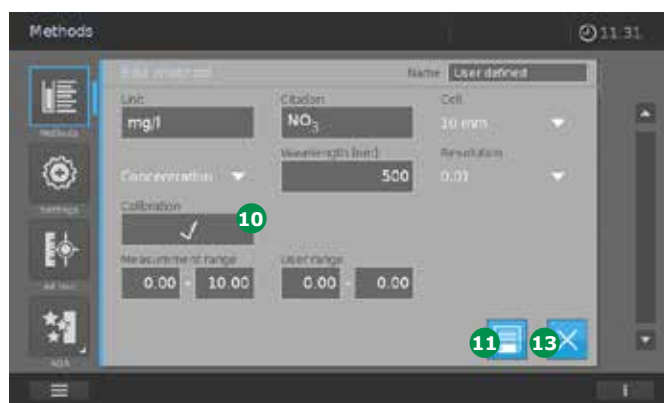 Methods 11:31
Name User defined
Unit Citation Cell
mg/l NO3 10 mm
Wavelength [nm] Resolution
Concentration 500 0.01
Calibration
10
Measurement range User range
0.00 - 10.00 0.00 - 0.00
11 13
Methods
Settings
AQA
i